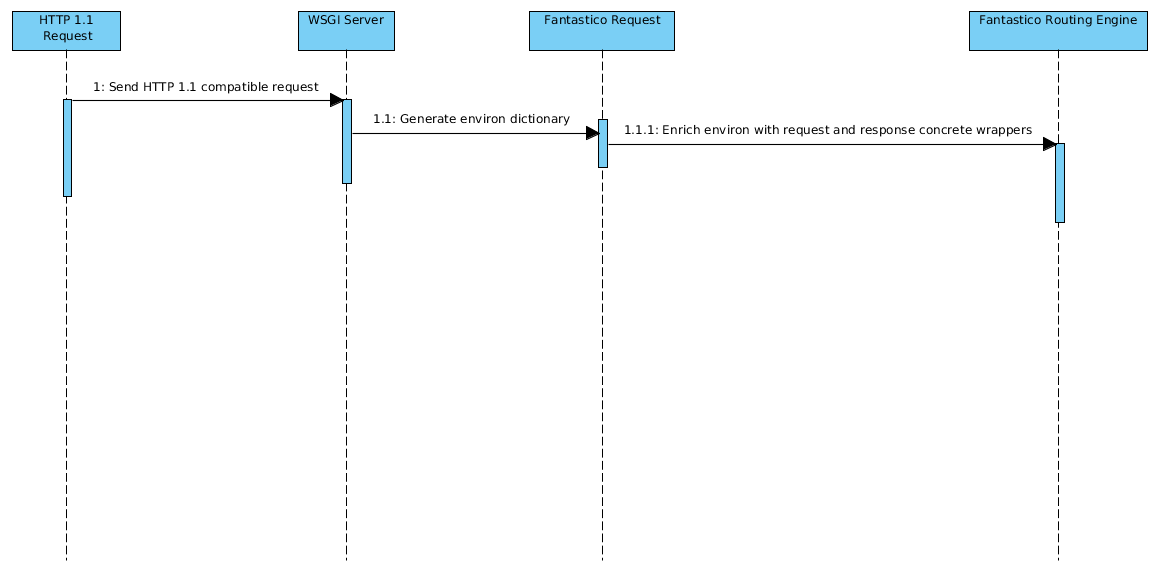 HTTP 1.1
Request
WSGI Server
Fantastico Request
Fantastico Routing Engine
1: Send HTTP 1.1 compatible request
1.1: Generate environ dictionary
1.1.1: Enrich environ with request and response concrete wrappers